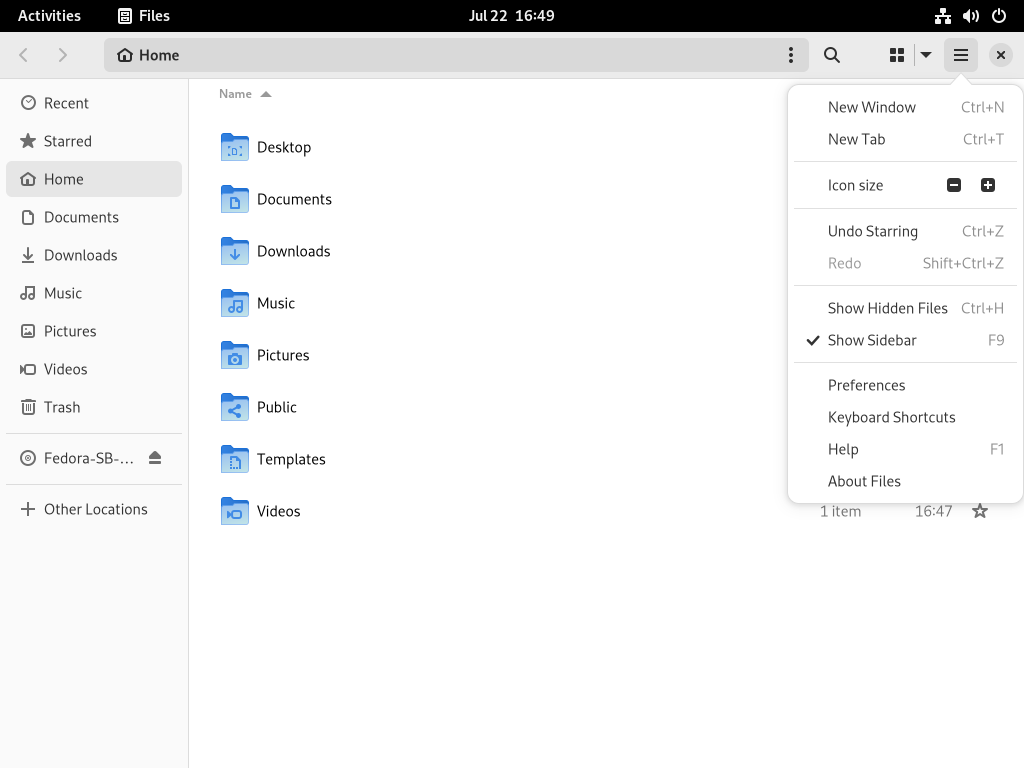 Activities Files Jul 22 16:49
Home
Recent
Starred
Home
Documents
Downloads
Music
Pictures
Videos
Trash
Fedora-SB-...
Other Locations
Name
Desktop
Documents
Downloads
Music
Pictures
Public
Templates
Videos 1 item 16:47
New Window Ctrl+N
New Tab Ctrl+T
Icon size
Undo Starring Ctrl+Z
Redo Shift+Ctrl+Z
Show Hidden Files Ctrl+H
Show Sidebar F9
Preferences
Keyboard Shortcuts
Help F1
About Files